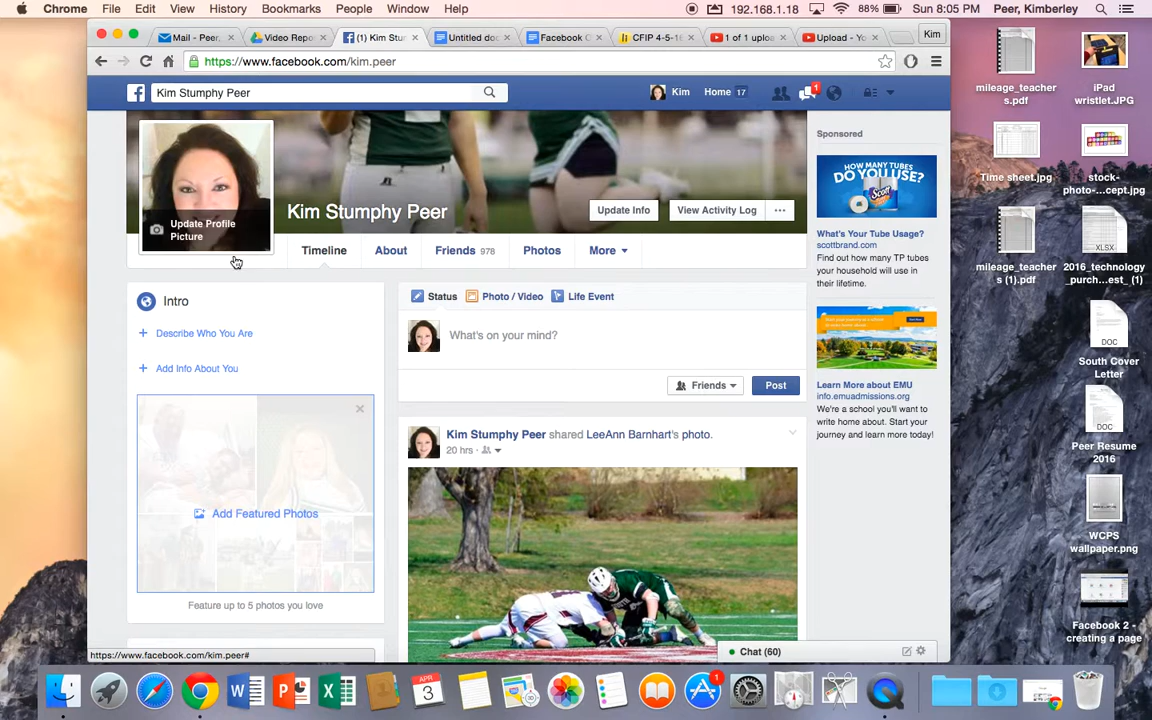 Chrome File Edit View History Bookmarks People Window Help 192.168.1.18 88% Sun 8:05 PM Peer, Kimberley
Mail - Peer, Video Repo (1) Kim Stu Untitled do Facebook C CFIP 4-5-1 1 of 1 uploa Upload - Yo Kim
https://www.facebook.com/kim.peer
Kim Stumphy Peer Kim Home 17 1
Update Profile
Picture
Kim Stumphy Peer Update Info View Activity Log
Timeline About Friends 978 Photos More
Intro
Describe Who You Are
Add Info About You
Add Featured Photos
Feature up to 5 photos you love
Status Photo / Video Life Event
What's on your mind?
Friends Post
Kim Stumphy Peer shared LeeAnn Barnhart's photo.
20 hrs
Sponsored
HOW MANY TUBES
DO YOU USE?
Scott
What's Your Tube Usage?
scottbrand.com
Find out how many TP tubes
your household will use in
their lifetime.
Learn More about EMU
info.emuadmissions.org
We're a school you'll want to
write home about. Start your
journey and learn more today!
Chat (60)
https://www.facebook.com/kim.peer#
mileage_teacher
s.pdf
iPad
wristlet.JPG
Time sheet.jpg
stock-
photo-...cept.jpg
mileage_teacher
s (1).pdf
XLSX
2016_technology
_purch...est_ (1)
DOC
South Cover
Letter
DOC
Peer Resume
2016
WCPS
wallpaper.png
Facebook 2 -
creating a page
APR
3
1